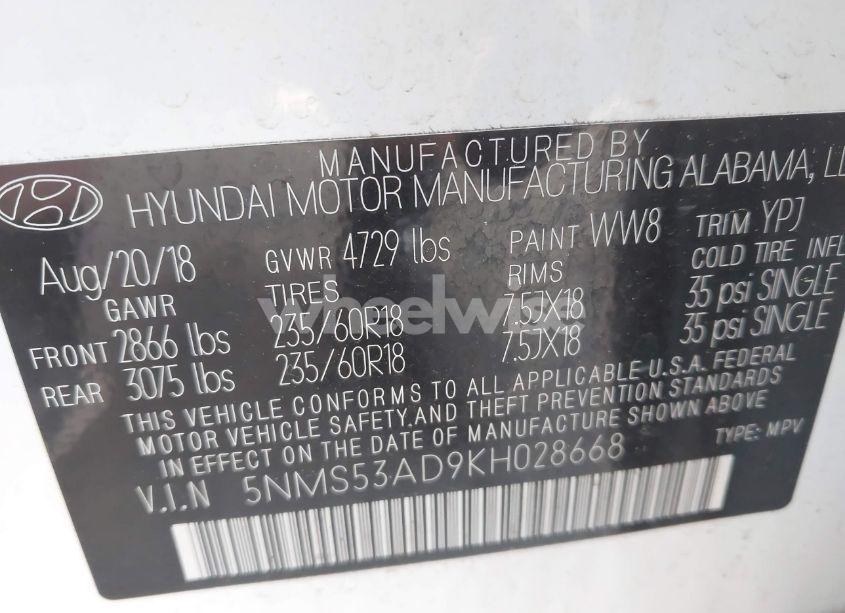 MANUFACTURED BY
HYUNDAI MOTOR MANUFACTURING ALABAMA, LL
Aug/20/18 GVWR 4729 lbs PAINT WW8 TRIM YPJ
GAWR TIRES RIMS COLD TIRE INFL
FRONT 2866 lbs 235/60R18 7.5JX18 35 psi SINGLE
REAR 3075 lbs 235/60R18 7.5JX18 35 psi SINGLE
THIS VEHICLE CONFORMS TO ALL APPLICABLE U.S.A. FEDERAL
MOTOR VEHICLE SAFETY,AND THEFT PREVENTION STANDARDS
IN EFFECT ON THE DATE OF MANUFACTURE SHOWN ABOVE
V.I.N 5NMS53AD9KH028668 TYPE: MPV